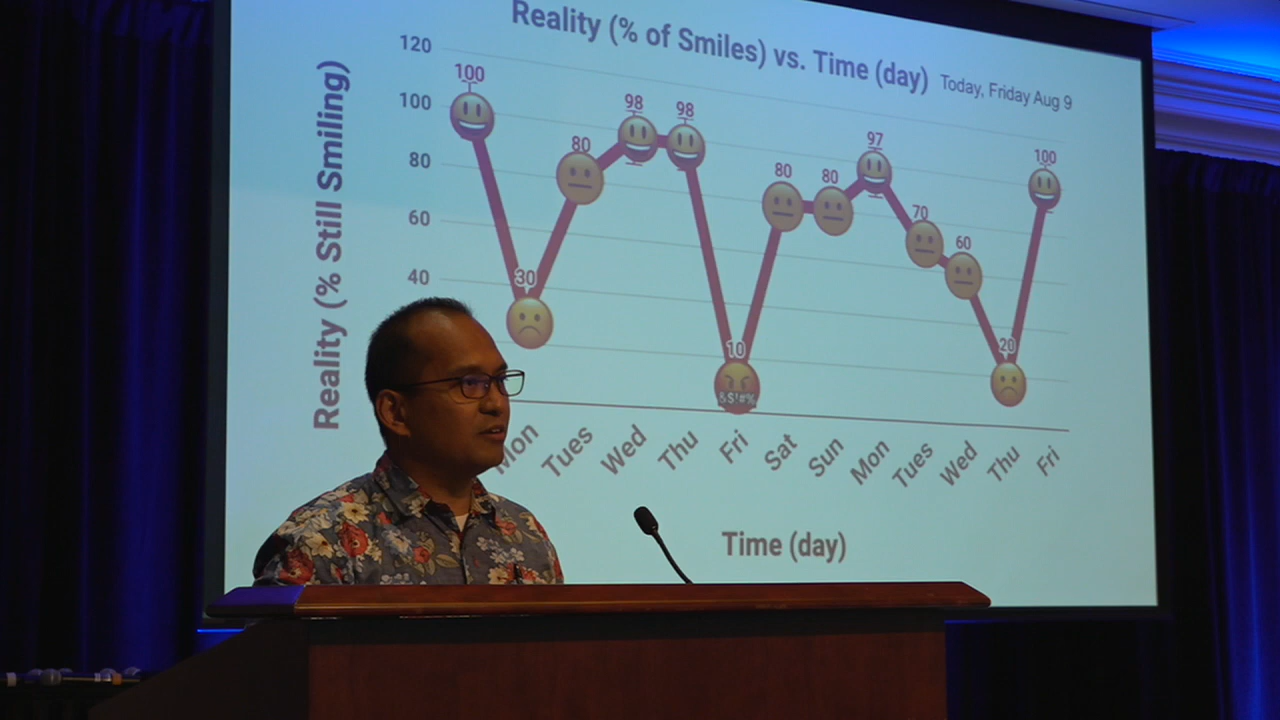 Reality (% of Smiles) vs. Time (day)
Today, Friday Aug 9
Reality (% Still Smiling)
120
100
80
60
40
100
30
80
98
98
10
&$!#%
80
80
97
70
60
20
100
Mon
Tues
Wed
Thu
Fri
Sat
Sun
Mon
Tues
Wed
Thu
Fri
Time (day)